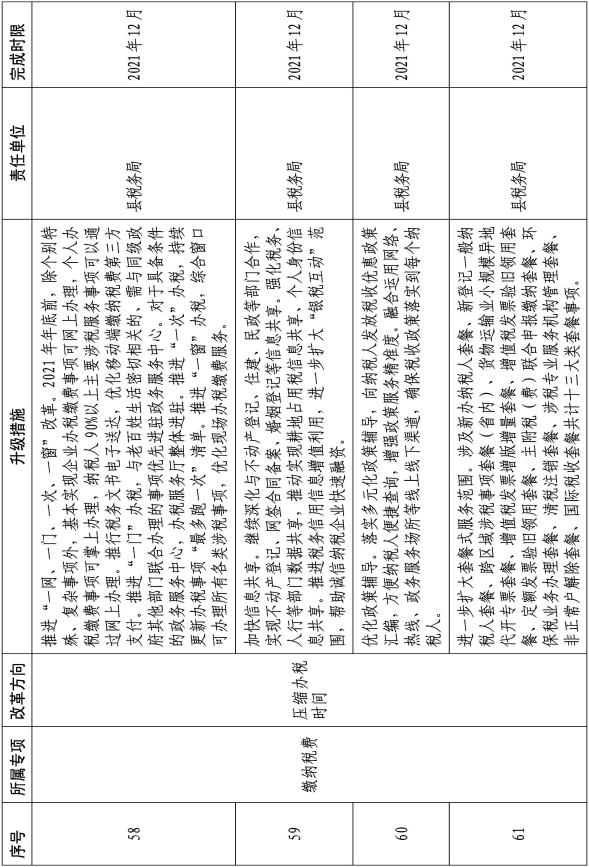 序号
所属专项
改革方向
升级措施
责任单位
完成时限
58
缴纳税费
压缩办税
时间
推进“一网、一门、一次、一窗”改革。2021年年底前，除个别特
殊、复杂事项外，基本实现企业办税缴费事项可网上办理，个人办
税缴费事项可掌上办理，纳税人90%以上主要涉税服务事项可以通
过网上办理。推行税务文书电子送达，优化移动端缴纳税费第三方
支付。推进“一门”办税，与老百姓生活密切相关的、需与同级政
府其他部门联合办理的事项优先进驻政务服务中心。对于具备条件
的政务服务中心，办税服务厅整体进驻。推进“一次”办税，持续
更新办税事项“最多跑一次”清单。推进“一窗”办税，综合窗口
可办理所有各类涉税事项，优化现场办税缴费服务。
县税务局
2021年12月
59
加快信息共享。继续深化与不动产登记、住建、民政等部门合作，
实现不动产登记、网签合同备案、婚姻登记等信息共享。强化税务、
人行等部门数据共享，推动实现耕地占用税信息共享、个人身份信
息共享。推进税务信用信息增值利用，进一步扩大“银税互动”范
围，帮助诚信纳税企业快速融资。
县税务局
2021年12月
60
优化政策辅导。落实多元化政策辅导，向纳税人发放税收优惠政策
汇编，方便纳税人便捷查询，增强政策服务精准度。融合运用网络、
热线、政务服务场所等线上线下渠道，确保税收政策落实到每个纳
税人。
县税务局
2021年12月
61
进一步扩大套餐式服务范围。涉及新办纳税人套餐、新登记一般纳
税人套餐、跨区域涉税事项套餐（省内）、货物运输业小规模异地
代开专票套餐、增值税发票增版增量套餐、增值税发票验旧领用套
餐、定额发票验旧领用套餐、主附税（费）联合申报缴纳套餐、环
保税业务办理套餐、清税注销套餐、涉税专业服务机构管理套餐、
非正常户解除套餐、国际税收套餐共计十三大类套餐事项。
县税务局
2021年12月